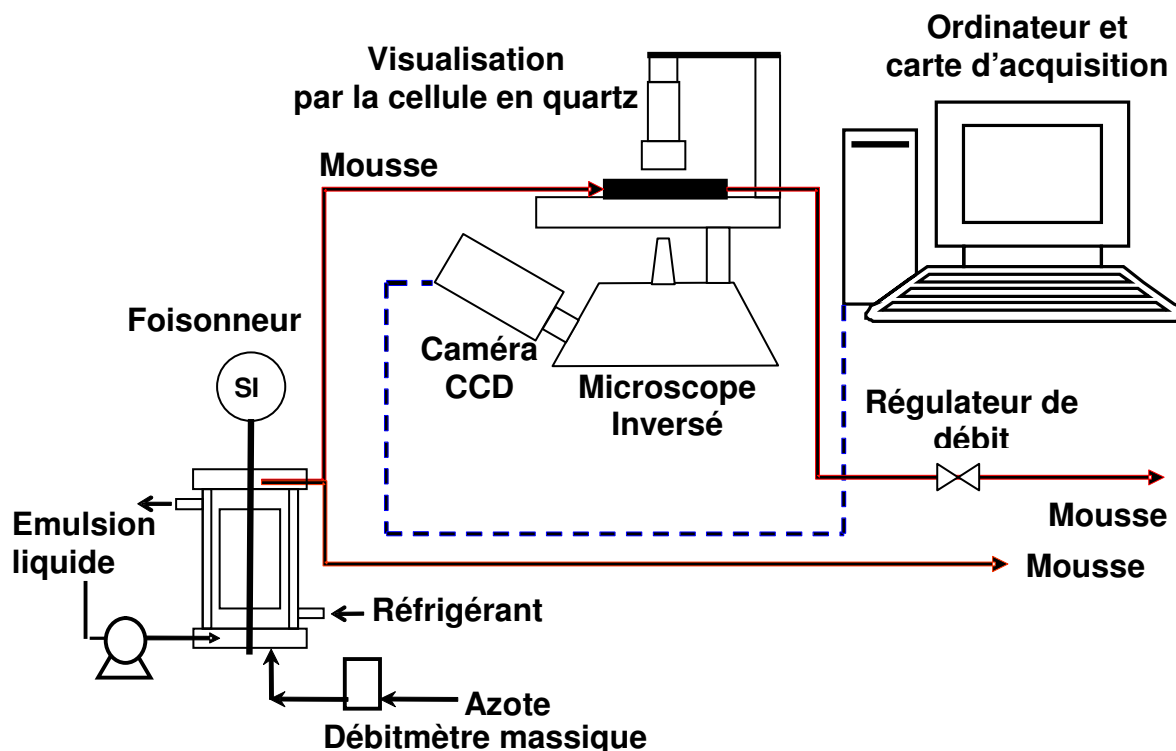 Ordinateur et
carte d'acquisition
Visualisation
par la cellule en quartz
Mousse
Foisonneur
SI
Caméra
CCD
Microscope
Inversé
Régulateur de
débit
Mousse
Emulsion
liquide
Mousse
Réfrigérant
Azote
Débitmètre massique